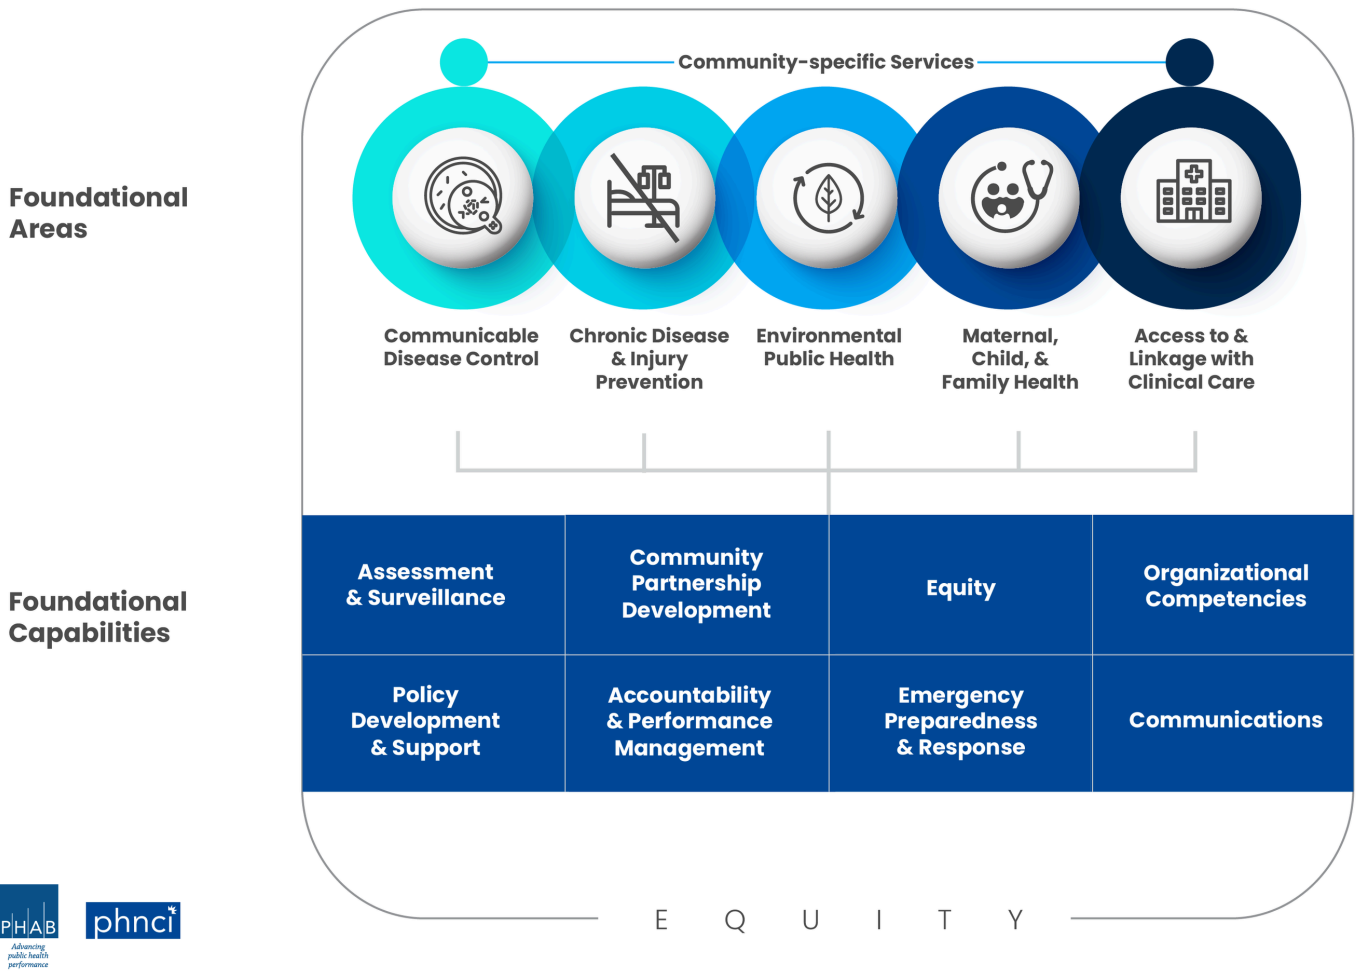 Community-specific Services
Foundational
Areas
Communicable
Disease Control
Chronic Disease
& Injury
Prevention
Environmental
Public Health
Maternal,
Child, &
Family Health
Access to &
Linkage with
Clinical Care
Foundational
Capabilities
Assessment
& Surveillance
Community
Partnership
Development
Equity
Organizational
Competencies
Policy
Development
& Support
Accountability
& Performance
Management
Emergency
Preparedness
& Response
Communications
E Q U I T Y
PHAB
Advancing
public health
performance
phnci